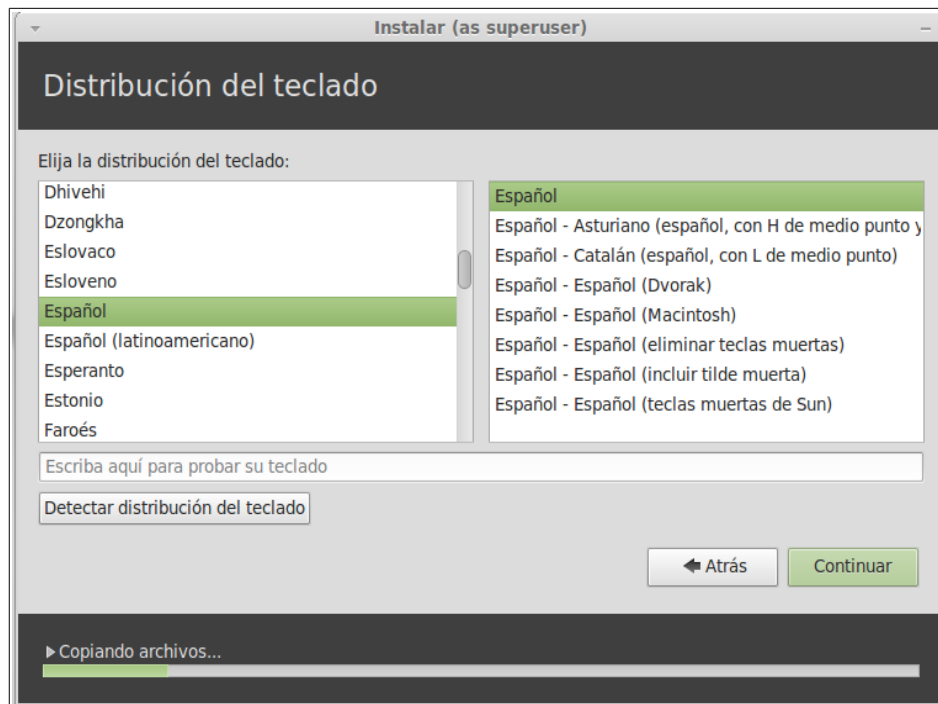 Instalar (as superuser)
Distribución del teclado
Elija la distribución del teclado:
Dhivehi
Dzongkha
Eslovaco
Esloveno
Español
Español (latinoamericano)
Esperanto
Estonio
Faroés
Español
Español - Asturiano (español, con H de medio punto y
Español - Catalán (español, con L de medio punto)
Español - Español (Dvorak)
Español - Español (Macintosh)
Español - Español (eliminar teclas muertas)
Español - Español (incluir tilde muerta)
Español - Español (teclas muertas de Sun)
Escriba aquí para probar su teclado
Detectar distribución del teclado
Atrás
Continuar
Copiando archivos...